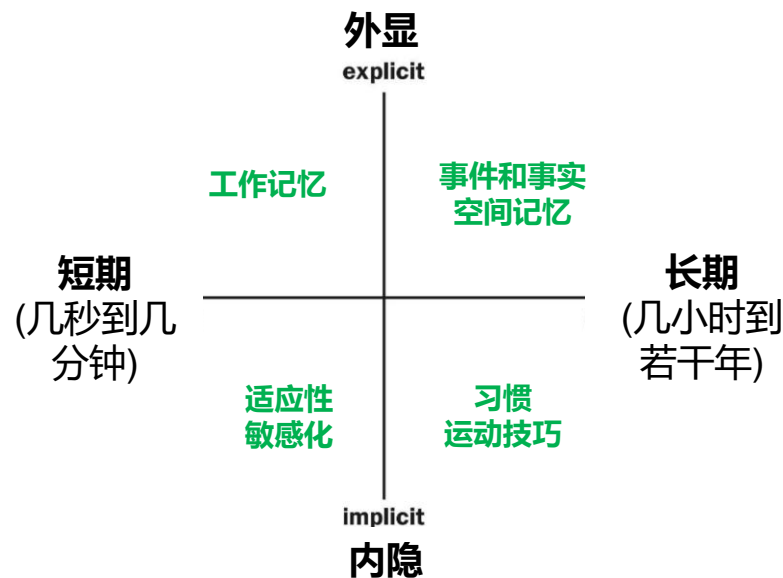 外显
explicit
工作记忆
事件和事实
空间记忆
短期
(几秒到几
分钟)
长期
(几小时到
若干年)
适应性
敏感化
习惯
运动技巧
implicit
内隐